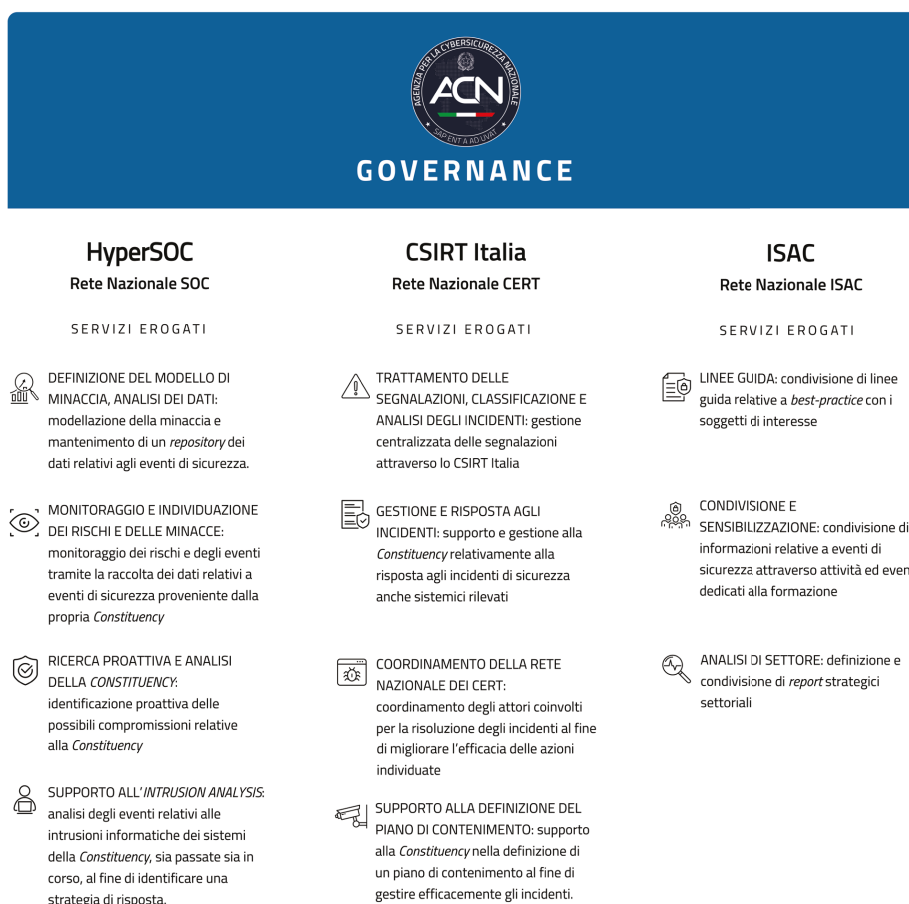 AGENZIA PER LA CYBERSICUREZZA NAZIONALE
ACN
SAPIENT A AD UVAT
GOVERNANCE
HyperSOC
Rete Nazionale SOC
SERVIZI EROGATI
DEFINIZIONE DEL MODELLO DI
MINACCIA, ANALISI DEI DATI:
modellazione della minaccia e
mantenimento di un repository dei
dati relativi agli eventi di sicurezza.
MONITORAGGIO E INDIVIDUAZIONE
DEI RISCHI E DELLE MINACCE:
monitoraggio dei rischi e degli eventi
tramite la raccolta dei dati relativi a
eventi di sicurezza proveniente dalla
propria Constituency
RICERCA PROATTIVA E ANALISI
DELLA CONSTITUENCY:
identificazione proattiva delle
possibili compromissioni relative
alla Constituency
SUPPORTO ALL'INTRUSION ANALYSIS:
analisi degli eventi relativi alle
intrusioni informatiche dei sistemi
della Constituency, sia passate sia in
corso, al fine di identificare una
strategia di risposta.
CSIRT Italia
Rete Nazionale CERT
SERVIZI EROGATI
TRATTAMENTO DELLE
SEGNALAZIONI, CLASSIFICAZIONE E
ANALISI DEGLI INCIDENTI: gestione
centralizzata delle segnalazioni
attraverso lo CSIRT Italia
GESTIONE E RISPOSTA AGLI
INCIDENTI: supporto e gestione alla
Constituency relativamente alla
risposta agli incidenti di sicurezza
anche sistemici rilevati
COORDINAMENTO DELLA RETE
NAZIONALE DEI CERT:
coordinamento degli attori coinvolti
per la risoluzione degli incidenti al fine
di migliorare l'efficacia delle azioni
individuate
SUPPORTO ALLA DEFINIZIONE DEL
PIANO DI CONTENIMENTO: supporto
alla Constituency nella definizione di
un piano di contenimento al fine di
gestire efficacemente gli incidenti.
ISAC
Rete Nazionale ISAC
SERVIZI EROGATI
LINEE GUIDA: condivisione di linee
guida relative a best-practice con i
soggetti di interesse
CONDIVISIONE E
SENSIBILIZZAZIONE: condivisione di
informazioni relative a eventi di
sicurezza attraverso attività ed even
dedicati alla formazione
ANALISI DI SETTORE: definizione e
condivisione di report strategici
settoriali